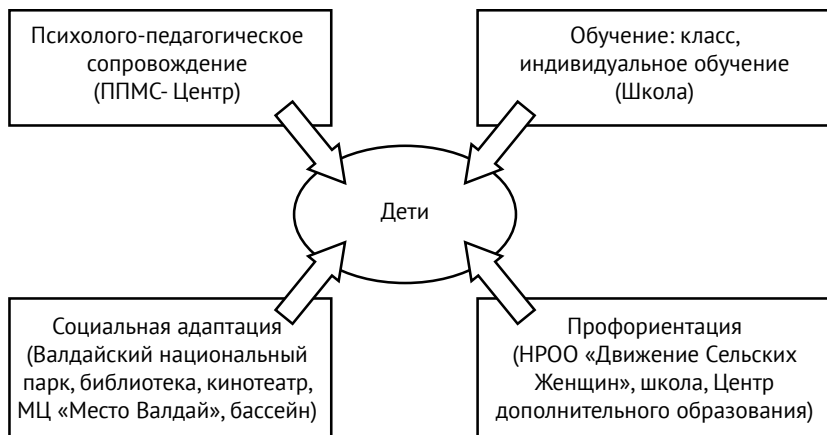 Психолого-педагогическое
сопровождение
(ППМС- Центр)
Обучение: класс,
индивидуальное обучение
(Школа)
Дети
Социальная адаптация
(Валдайский национальный
парк, библиотека, кинотеатр,
МЦ «Место Валдай», бассейн)
Профориентация
(НРОО «Движение Сельских
Женщин», школа, Центр
дополнительного образования)